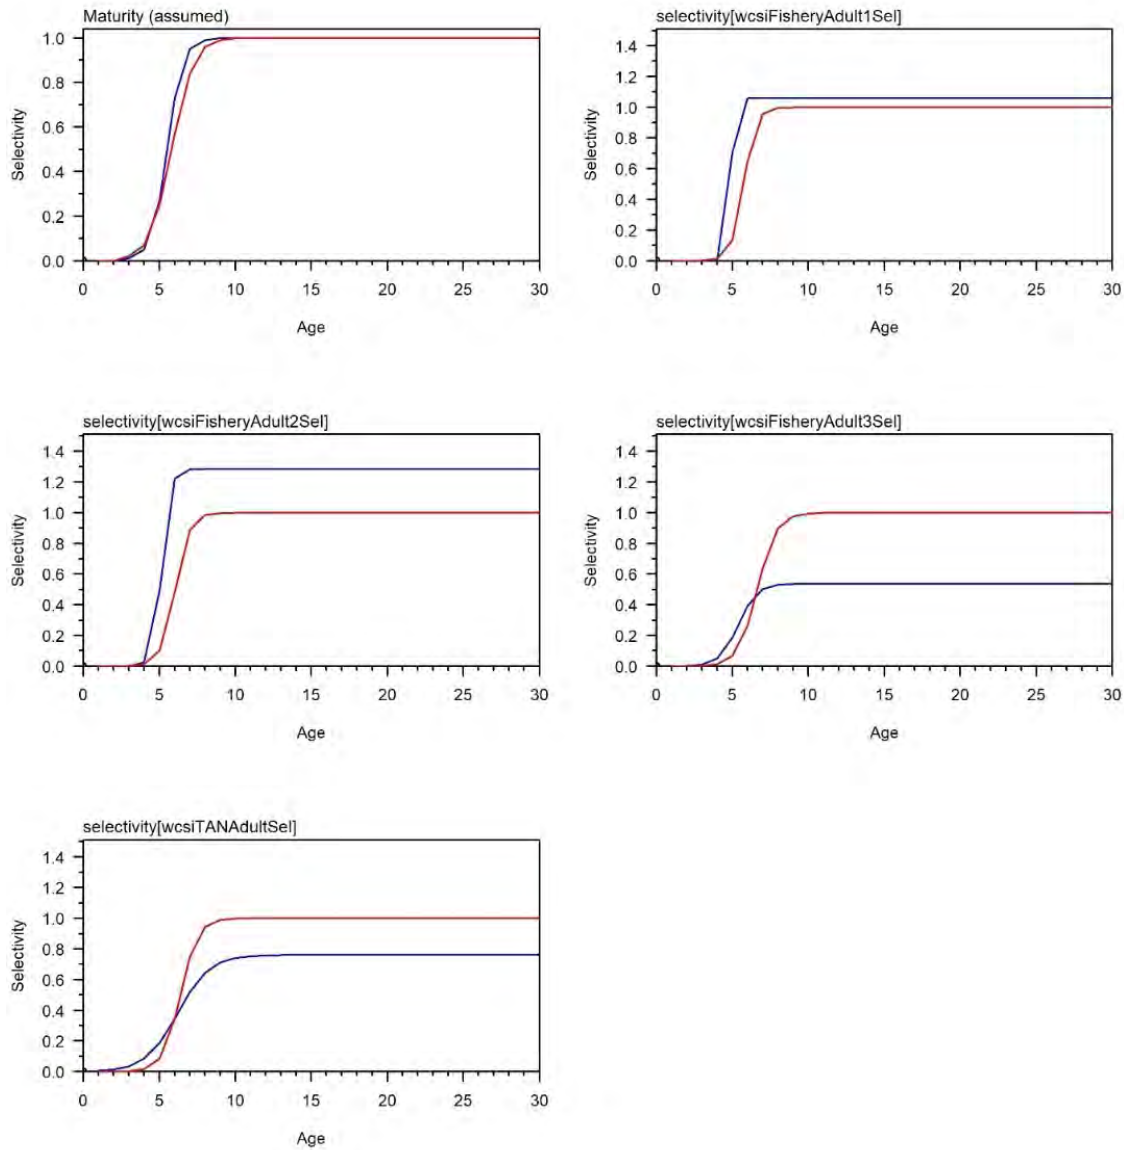 Maturity (assumed)
1.0
0.8
0.6
0.4
0.2
0.0
Selectivity
0 5 10 15 20 25 30
Age
selectivity[wcsiFisheryAdult1Sel]
1.4
1.2
1.0
0.8
0.6
0.4
0.2
0.0
Selectivity
0 5 10 15 20 25 30
Age
selectivity[wcsiFisheryAdult2Sel]
1.4
1.2
1.0
0.8
0.6
0.4
0.2
0.0
Selectivity
0 5 10 15 20 25 30
Age
selectivity[wcsiFisheryAdult3Sel]
1.4
1.2
1.0
0.8
0.6
0.4
0.2
0.0
Selectivity
0 5 10 15 20 25 30
Age
selectivity[wcsiTANAdultSel]
1.4
1.2
1.0
0.8
0.6
0.4
0.2
0.0
Selectivity
0 5 10 15 20 25 30
Age